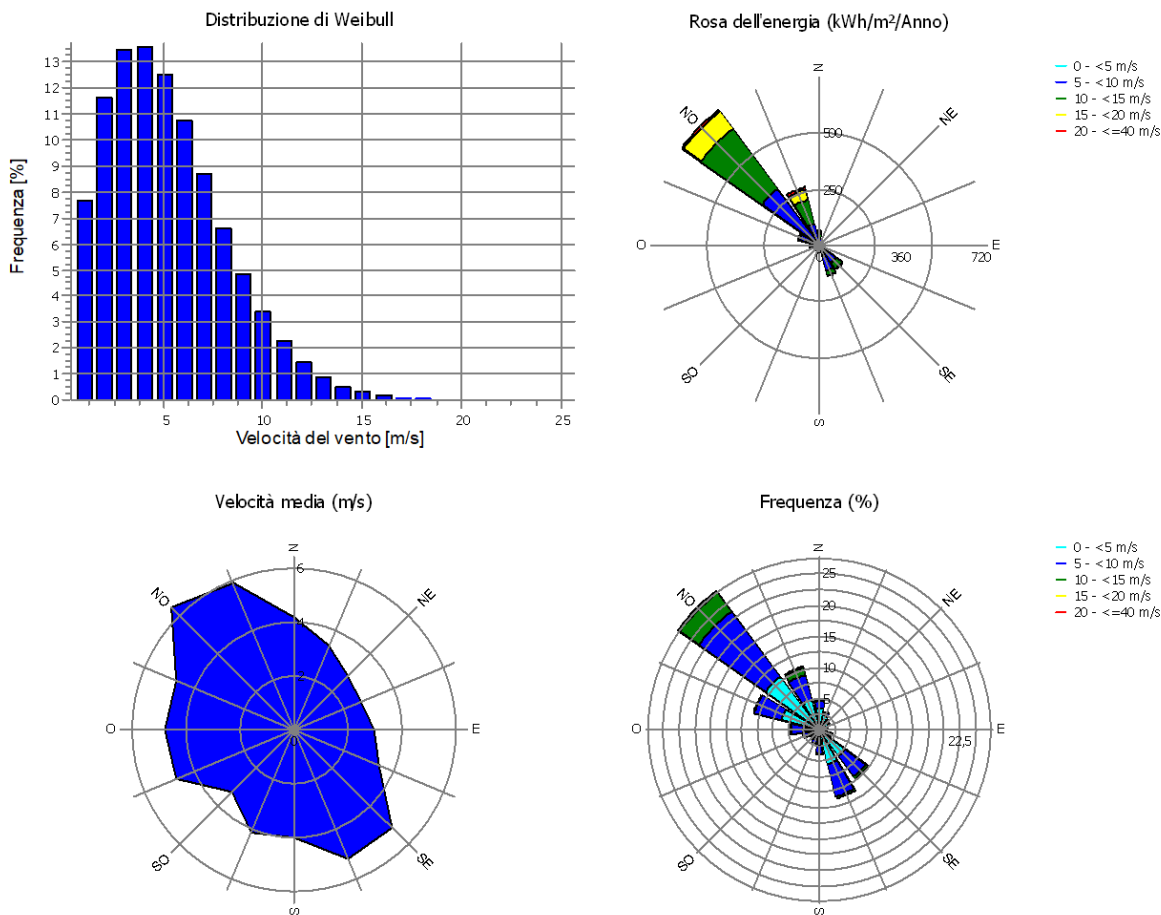 Distribuzione di Weibull
Frequenza [%]
13
12
11
10
9
8
7
6
5
4
3
2
1
0
5
10
15
20
25
Velocità del vento [m/s]
Rosa dell'energia (kWh/m²/Anno)
0 - <5 m/s
5 - <10 m/s
10 - <15 m/s
15 - <20 m/s
20 - <=40 m/s
N
NO
NE
500
250
O
0
360
E
720
SO
SE
S
Velocità media (m/s)
N
6
NO
NE
4
2
O
E
SO
SE
S
Frequenza (%)
0 - <5 m/s
5 - <10 m/s
10 - <15 m/s
15 - <20 m/s
20 - <=40 m/s
N
25
NO
NE
20
15
10
5
O
22,5
E
SO
SE
S